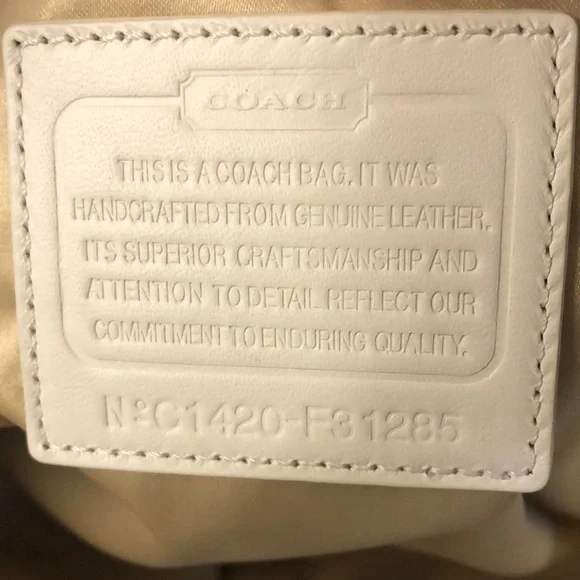 COACH
THIS IS A COACH BAG. IT WAS
HANDCRAFTED FROM GENUINE LEATHER.
ITS SUPERIOR CRAFTSMANSHIP AND
ATTENTION TO DETAIL REFLECT OUR
COMMITMENT TO ENDURING QUALITY.
Nº C1420-F31285